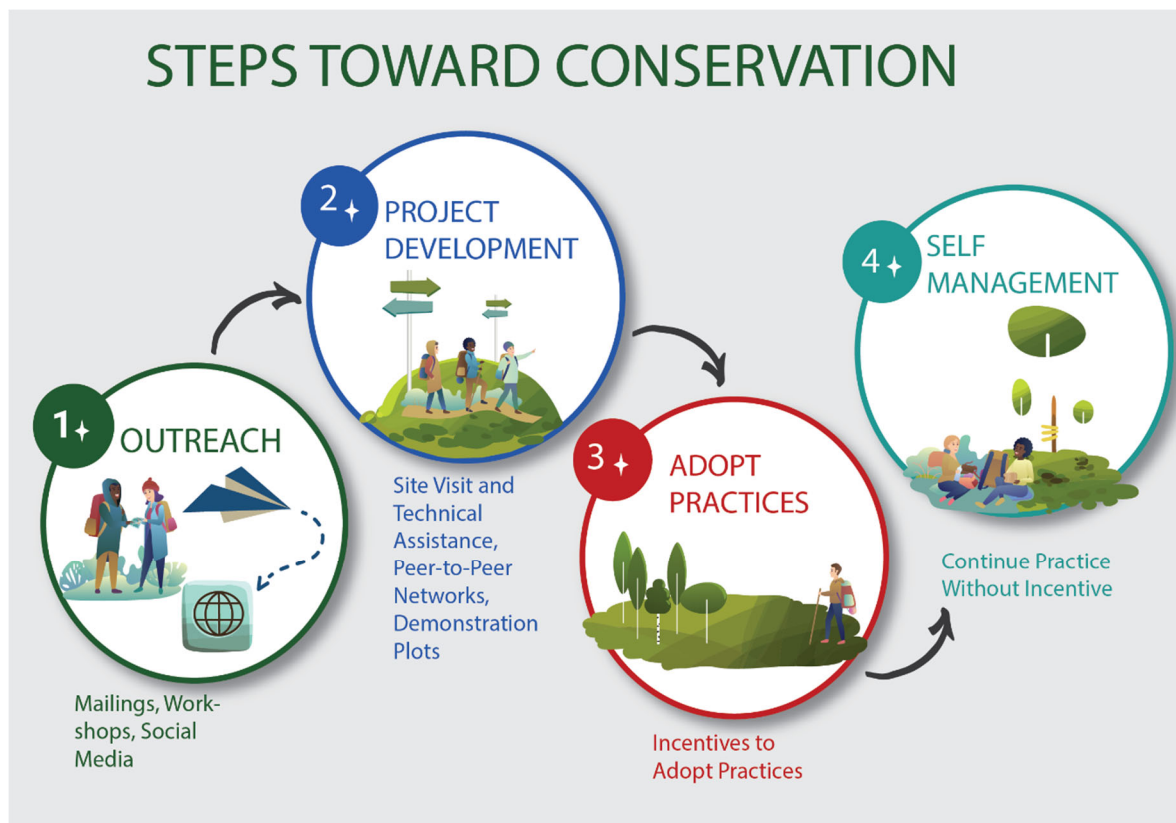 STEPS TOWARD CONSERVATION
1
OUTREACH
Mailings, Work-
shops, Social
Media
2
PROJECT
DEVELOPMENT
Site Visit and
Technical
Assistance,
Peer-to-Peer
Networks,
Demonstration
Plots
3
ADOPT
PRACTICES
Incentives to
Adopt Practices
4
SELF
MANAGEMENT
Continue Practice
Without Incentive